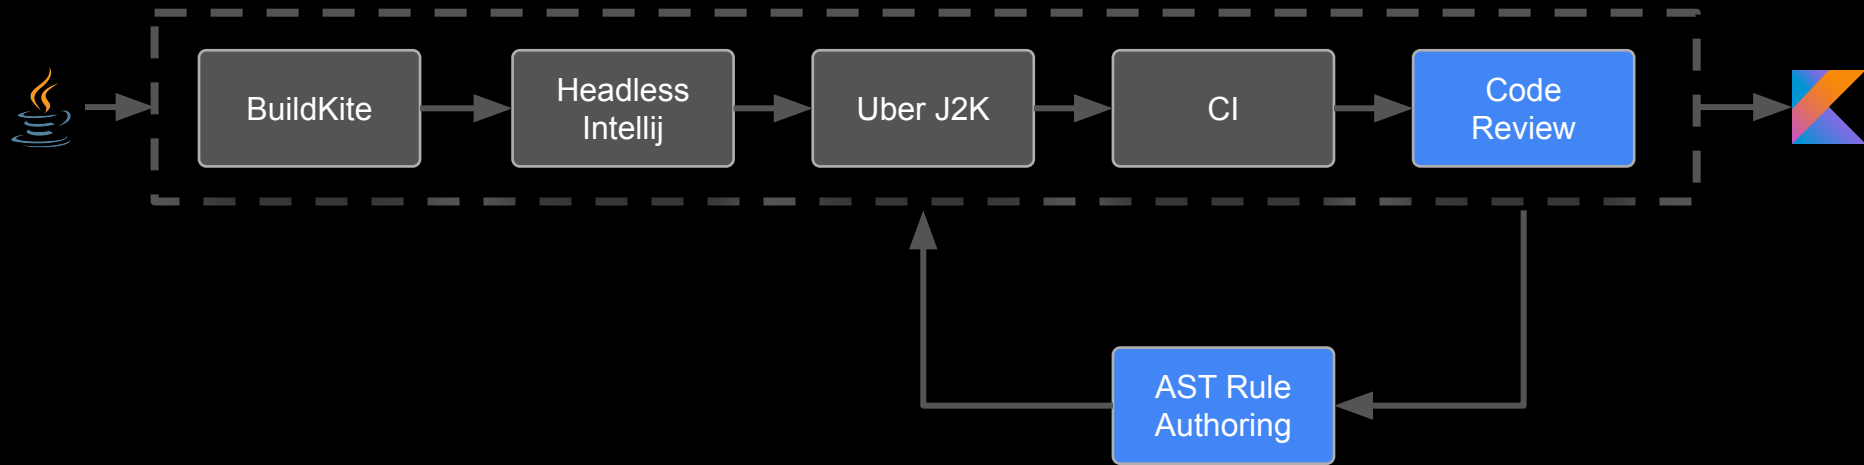 BuildKite
Headless
Intellij
Uber J2K
CI
Code
Review
AST Rule
Authoring